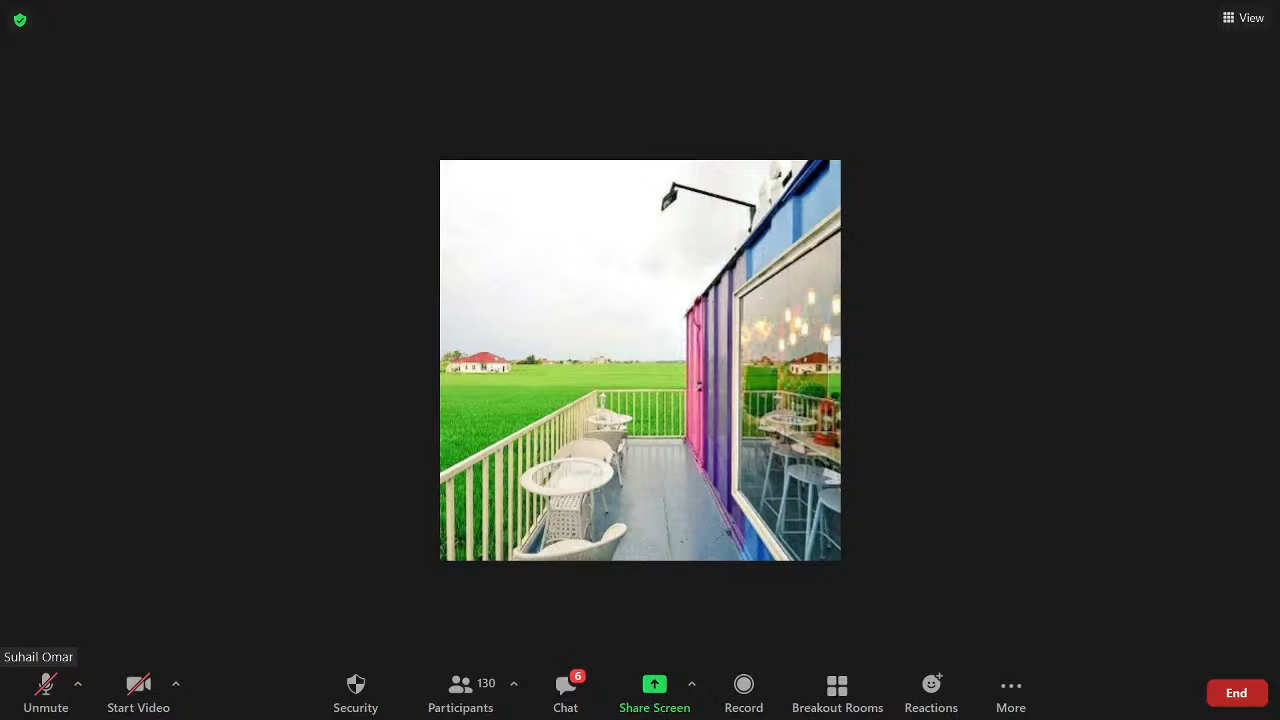 View
Suhail Omar
Unmute
Start Video
Security
130
Participants
6
Chat
Share Screen
Record
Breakout Rooms
Reactions
More
End